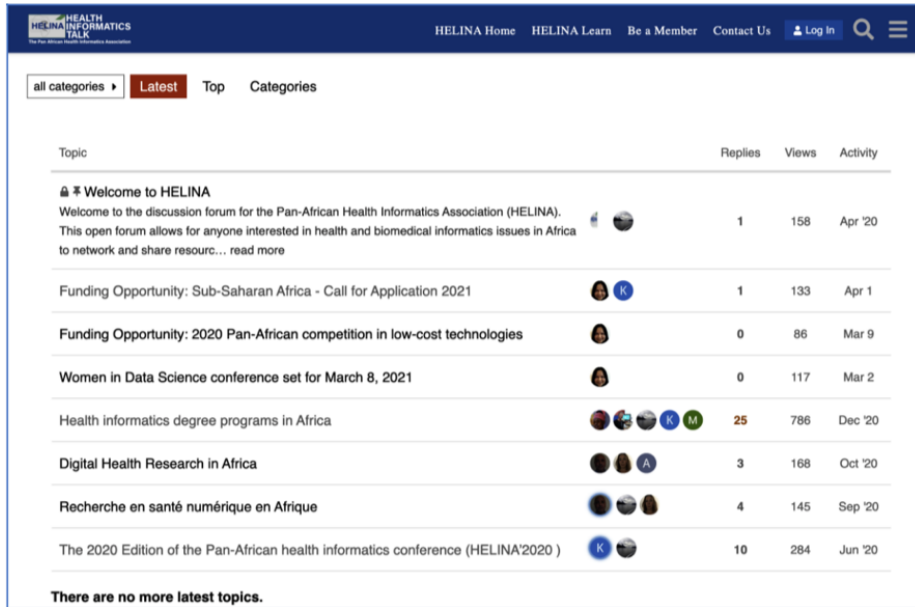 HELINA HEALTH
INFORMATICS
TALK
The Pan-African Health Informatics Association
HELINA Home HELINA Learn Be a Member Contact Us Log In
all categories Latest Top Categories
Topic Replies Views Activity
Welcome to HELINA
Welcome to the discussion forum for the Pan-African Health Informatics Association (HELINA).
This open forum allows for anyone interested in health and biomedical informatics issues in Africa
to network and share resourc... read more
1 158 Apr '20
Funding Opportunity: Sub-Saharan Africa - Call for Application 2021 K 1 133 Apr 1
Funding Opportunity: 2020 Pan-African competition in low-cost technologies 0 86 Mar 9
Women in Data Science conference set for March 8, 2021 0 117 Mar 2
Health informatics degree programs in Africa K M 25 786 Dec '20
Digital Health Research in Africa A 3 168 Oct '20
Recherche en santé numérique en Afrique 4 145 Sep '20
The 2020 Edition of the Pan-African health informatics conference (HELINA'2020 ) K 10 284 Jun '20
There are no more latest topics.